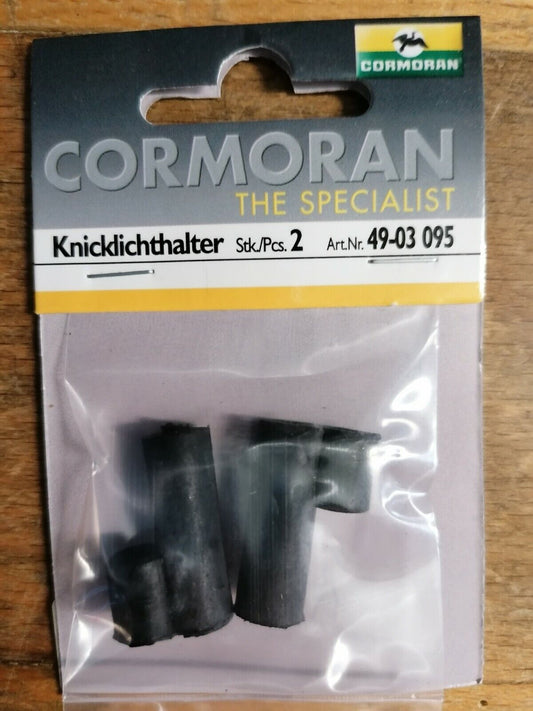 CORMORAN
CORMORAN
THE SPECIALIST
Knicklichthalter Stk./Pcs. 2 Art.Nr. 49-03 095